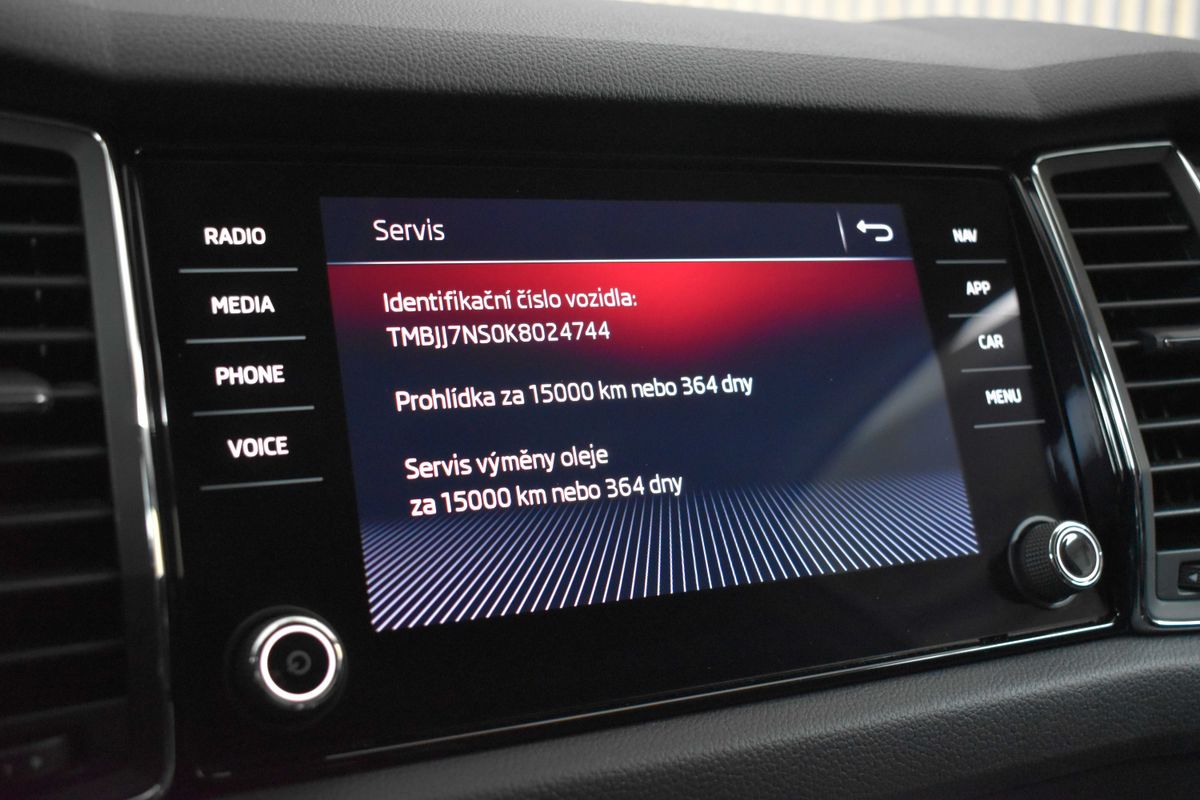 RADIO
MEDIA
PHONE
VOICE
Servis
Identifikační číslo vozidla:
TMBJJ7NS0K8024744
Prohlídka za 15000 km nebo 364 dny
Servis výměny oleje
za 15000 km nebo 364 dny
NAV
APP
CAR
MENU